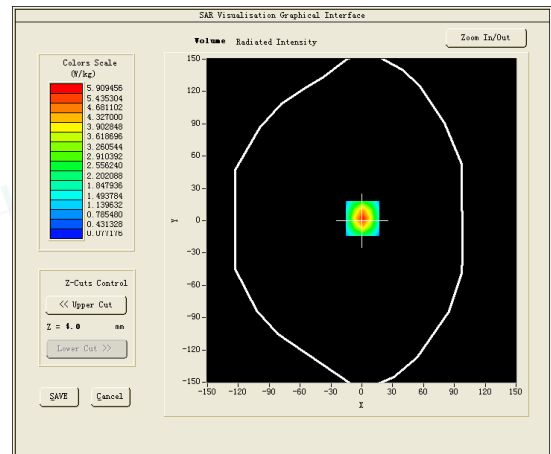 SAR Visualisation Graphical Interface
Volume Radiated Intensity
Zoom In/Out
Colors Scale
(W/kg)
5.909456
5.435304
4.681102
4.327000
3.902848
3.618696
3.260544
2.910392
2.556240
2.202088
1.847936
1.493784
1.139632
0.785480
0.431328
0.077176
Z-Cuts Control
<< Upper Cut
Z = 4.0 mm
Lower Cut >>
SAVE
Cancel
150
120
90
60
30
0
-30
-60
-90
-120
-150
Y
-150 -120 -90 -60 -30 0 30 60 90 120 150
X